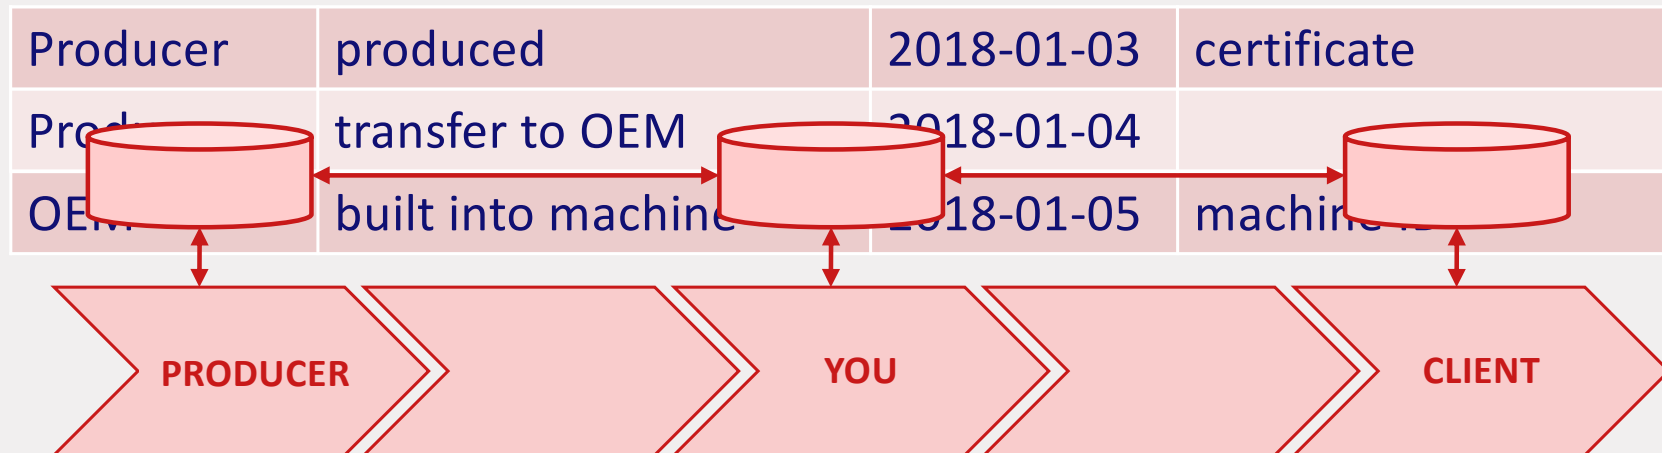 Producer produced 2018-01-03 certificate
transfer to OEM 2018-01-04
OEM built into machine 2018-01-05
PRODUCER YOU CLIENT